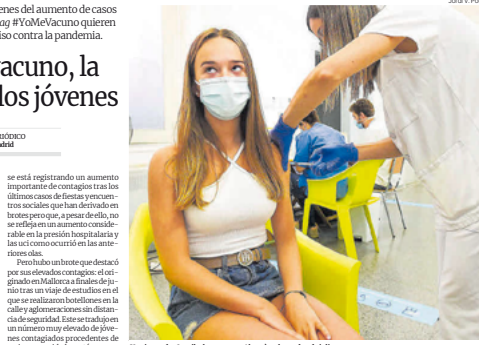 enes del aumento de casos
ag #YoMeVacuno quieren
iso contra la pandemia.
vacuno, la
los jóvenes
RIÓDICO
drid
se está registrando un aumento
importante de contagios tras los
últimos casos de fiestas y encuen-
tros sociales que han derivado en
brotes pero que, a pesar de ello, no
se refleja en un aumento conside-
rable en la presión hospitalaria y
las uci como ocurrió en las ante-
riores olas.
Pero hubo un brote que destacó
por sus elevados contagios: el ori-
ginado en Mallorca a finales de ju-
nio tras un viaje de estudios en el
que se realizaron botellones en la
calle y aglomeraciones sin distan-
cia de seguridad. Este se tradujo en
un número muy elevado de jóve-
nes contagiados procedentes de